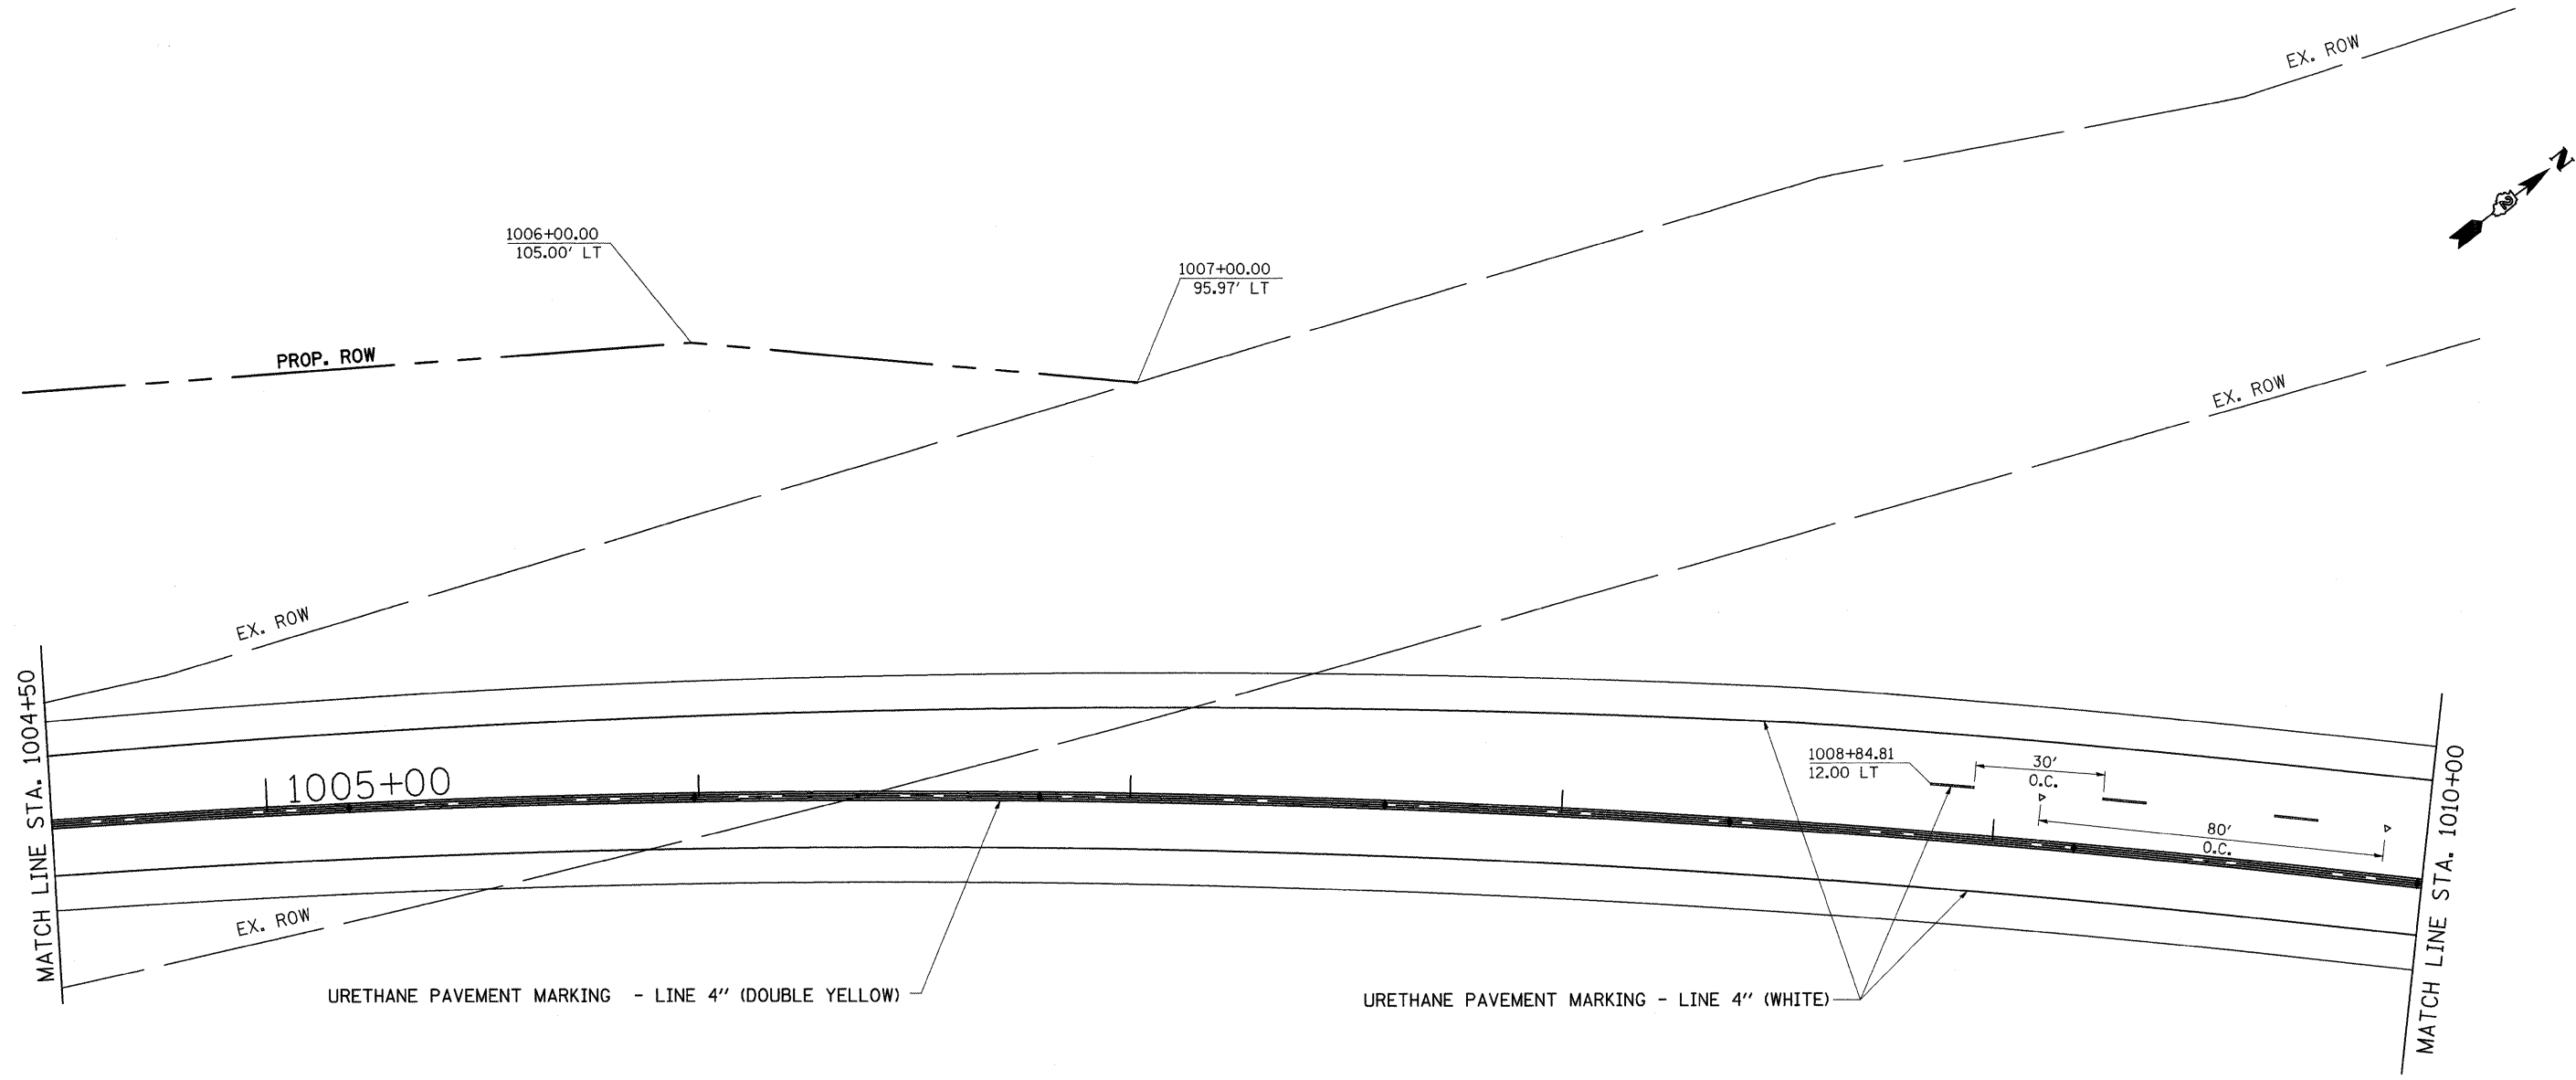 EX. ROW
N
2
1006+00.00
105.00' LT
1007+00.00
95.97' LT
PROP. ROW
EX. ROW
EX. ROW
MATCH LINE STA. 1004+50
1005+00
1008+84.81
12.00 LT
30'
O.C.
80'
O.C.
MATCH LINE STA. 1010+00
EX. ROW
URETHANE PAVEMENT MARKING - LINE 4" (DOUBLE YELLOW)
URETHANE PAVEMENT MARKING - LINE 4" (WHITE)